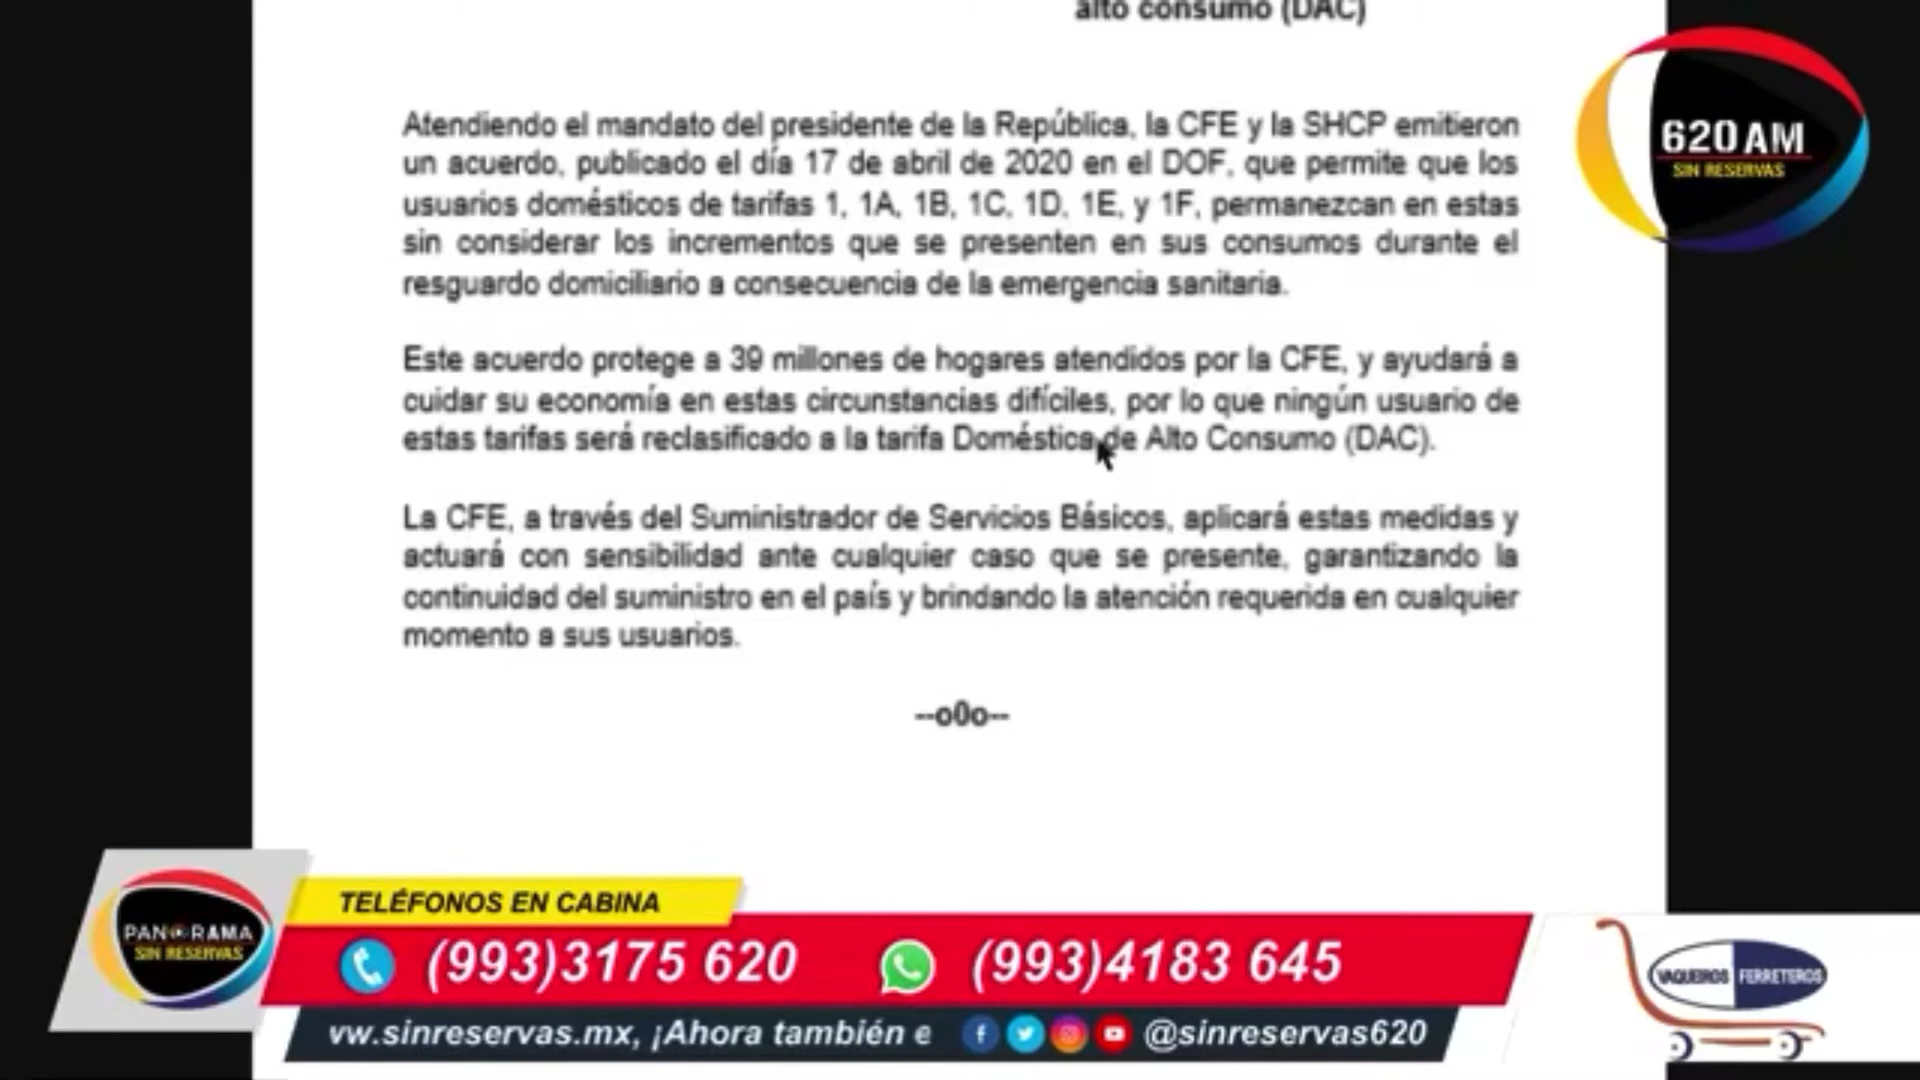 alto consumo (DAC)
620 AM
SIN RESERVAS
Atendiendo el mandato del presidente de la República, la CFE y la SHCP emitieron
un acuerdo, publicado el día 17 de abril de 2020 en el DOF, que permite que los
usuarios domésticos de tarifas 1, 1A, 1B, 1C, 1D, 1E, y 1F, permanezcan en estas
sin considerar los incrementos que se presenten en sus consumos durante el
resguardo domiciliario a consecuencia de la emergencia sanitaria.
Este acuerdo protege a 39 millones de hogares atendidos por la CFE, y ayudará a
cuidar su economía en estas circunstancias difíciles, por lo que ningún usuario de
estas tarifas será reclasificado a la tarifa Doméstica de Alto Consumo (DAC).
La CFE, a través del Suministrador de Servicios Básicos, aplicará estas medidas y
actuará con sensibilidad ante cualquier caso que se presente, garantizando la
continuidad del suministro en el país y brindando la atención requerida en cualquier
momento a sus usuarios.
--o0o--
TELÉFONOS EN CABINA
PANORAMA
SIN RESERVAS
(993)3175 620 (993)4183 645
VAQUEIROS FERRETEROS
vw.sinreservas.mx, ¡Ahora también e @sinreservas620